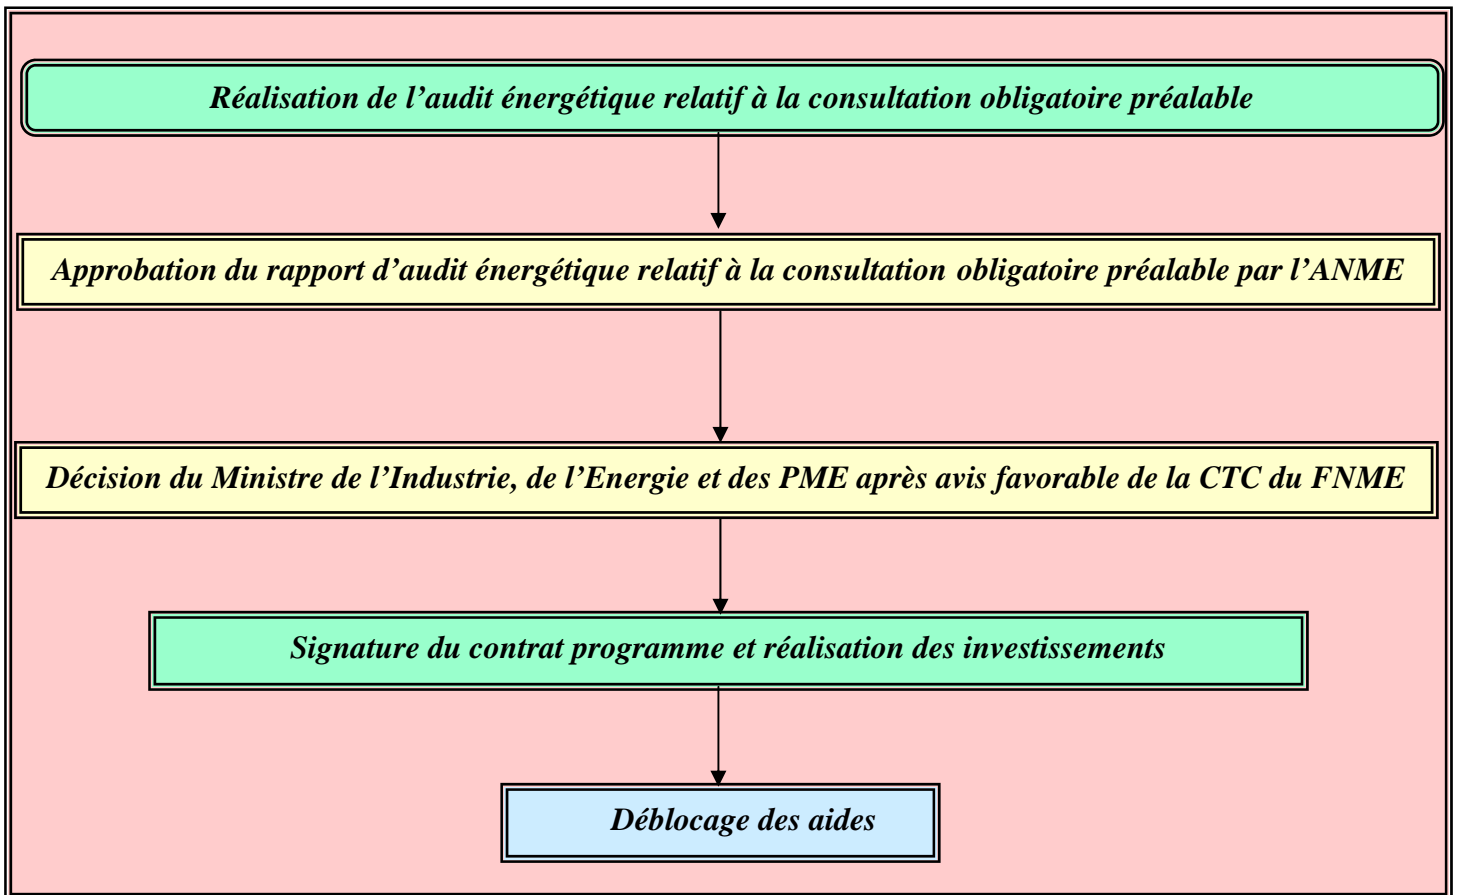 Réalisation de l’audit énergétique relatif à la consultation obligatoire préalable
Approbation du rapport d’audit énergétique relatif à la consultation obligatoire préalable par l’ANME
Décision du Ministre de l’Industrie, de l’Energie et des PME après avis favorable de la CTC du FNME
Signature du contrat programme et réalisation des investissements
Déblocage des aides